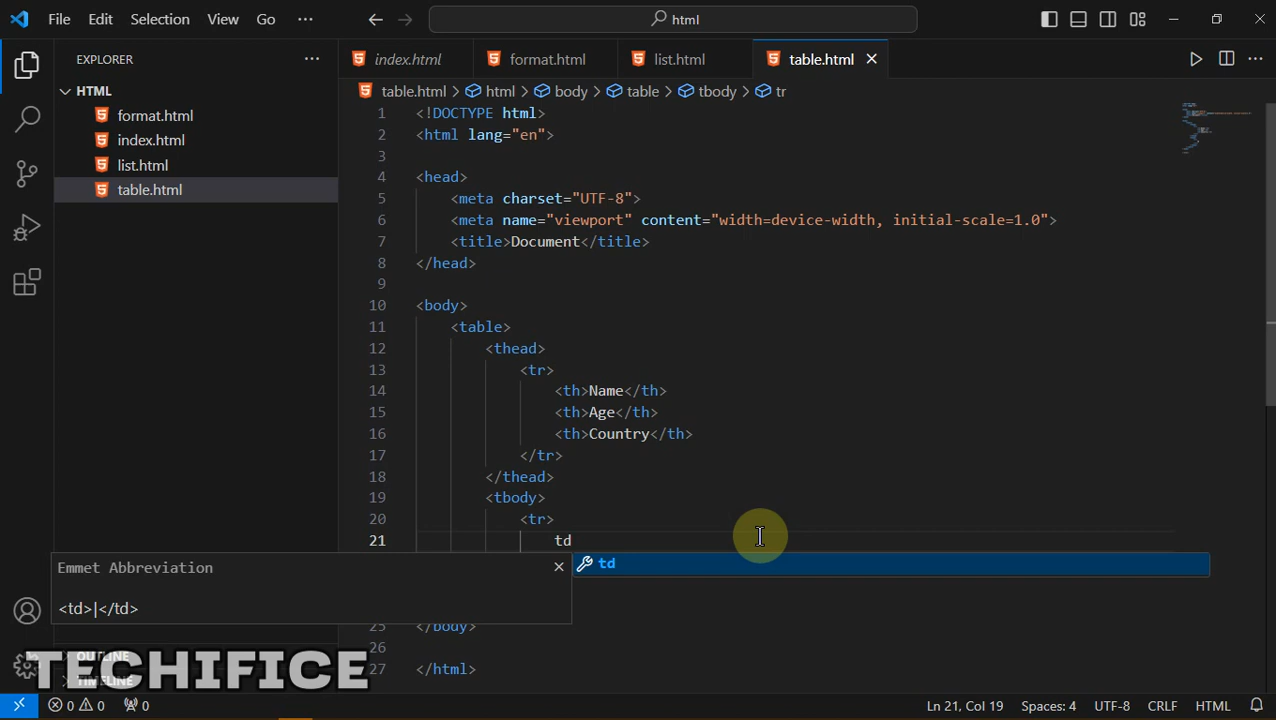 File Edit Selection View Go ··· html
EXPLORER ···
HTML
format.html
index.html
list.html
table.html
index.html format.html list.html table.html ···
table.html > html > body > table > tbody > tr
1 <!DOCTYPE html>
2 <html lang="en">
3
4 <head>
5 <meta charset="UTF-8">
6 <meta name="viewport" content="width=device-width, initial-scale=1.0">
7 <title>Document</title>
8 </head>
9
10 <body>
11 <table>
12 <thead>
13 <tr>
14 <th>Name</th>
15 <th>Age</th>
16 <th>Country</th>
17 </tr>
18 </thead>
19 <tbody>
20 <tr>
21 td
td
Emmet Abbreviation
<td>|</td>
25 </body>
26
27 </html>
OUTLINE
TIMELINE
TECHIFICE
0 0 0 Ln 21, Col 19 Spaces: 4 UTF-8 CRLF HTML